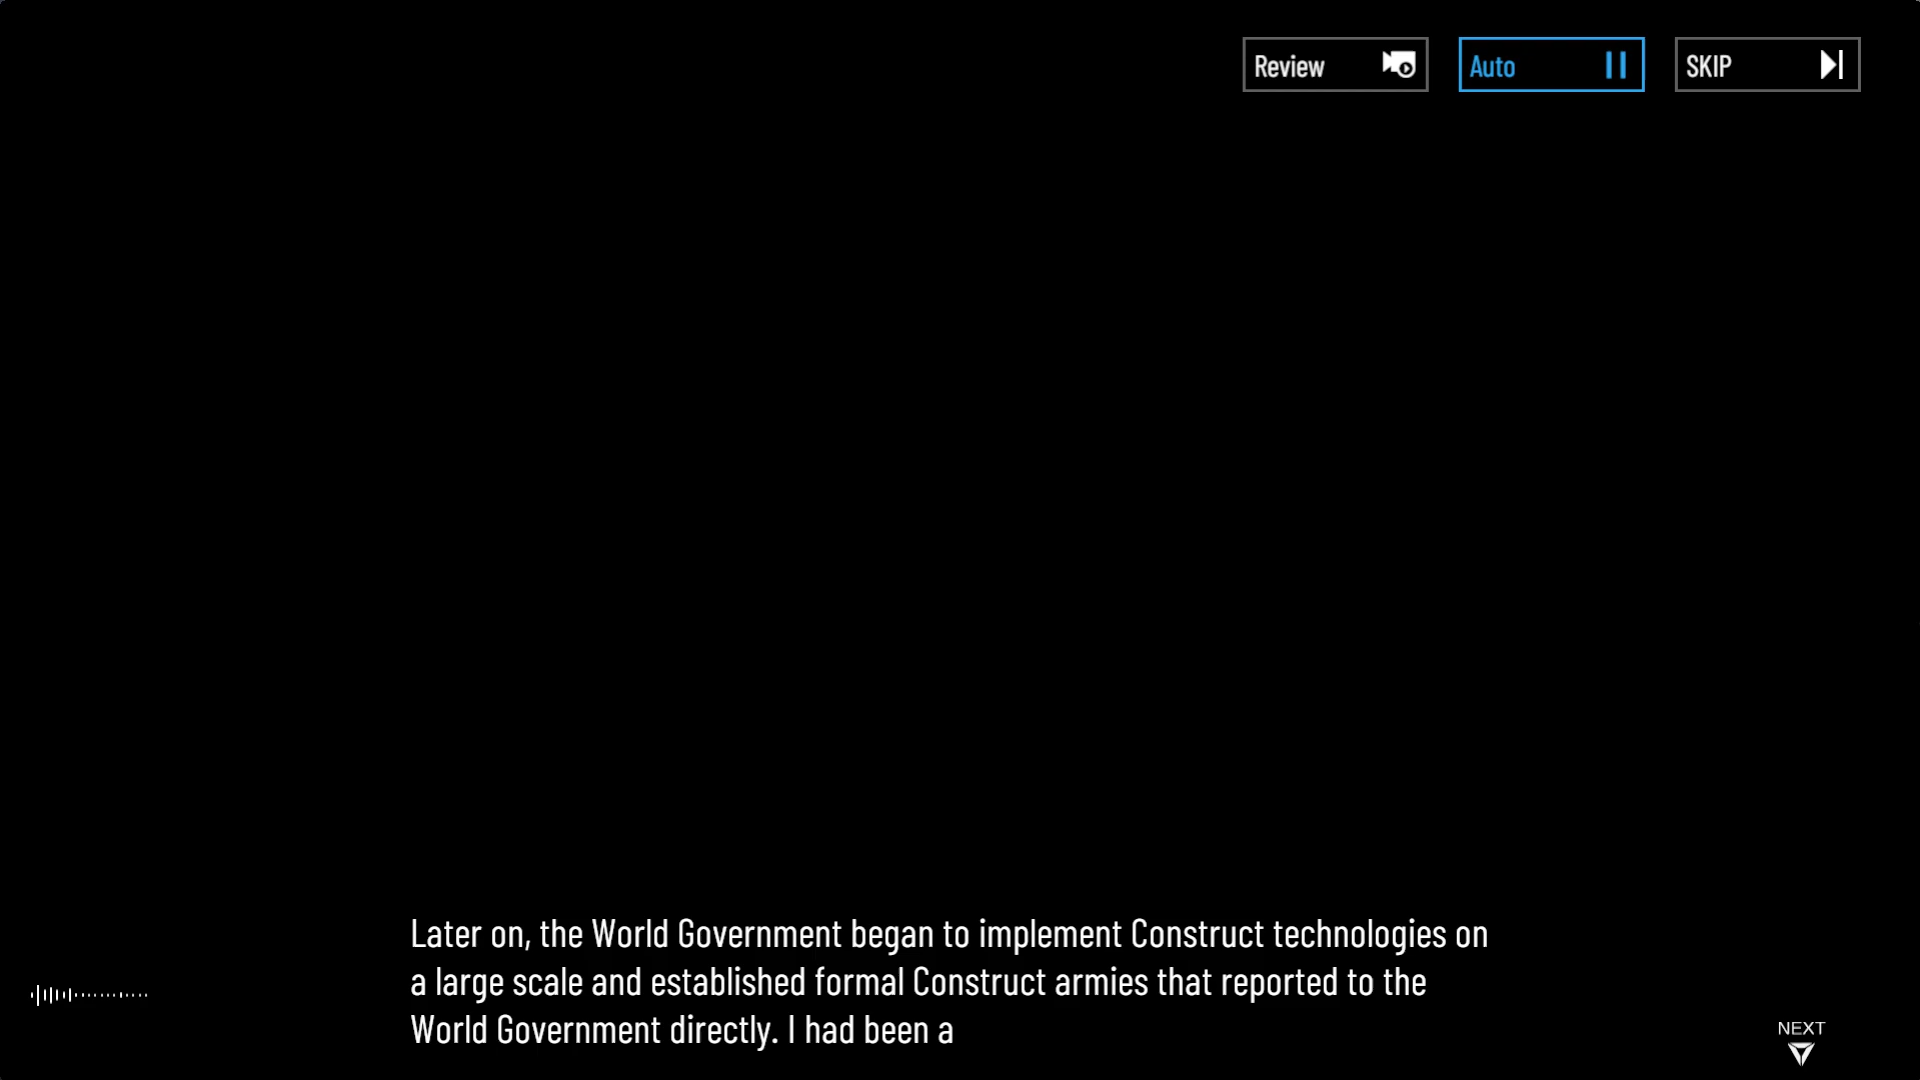 Review
Auto
SKIP
Later on, the World Government began to implement Construct technologies on
a large scale and established formal Construct armies that reported to the
World Government directly. I had been a
NEXT